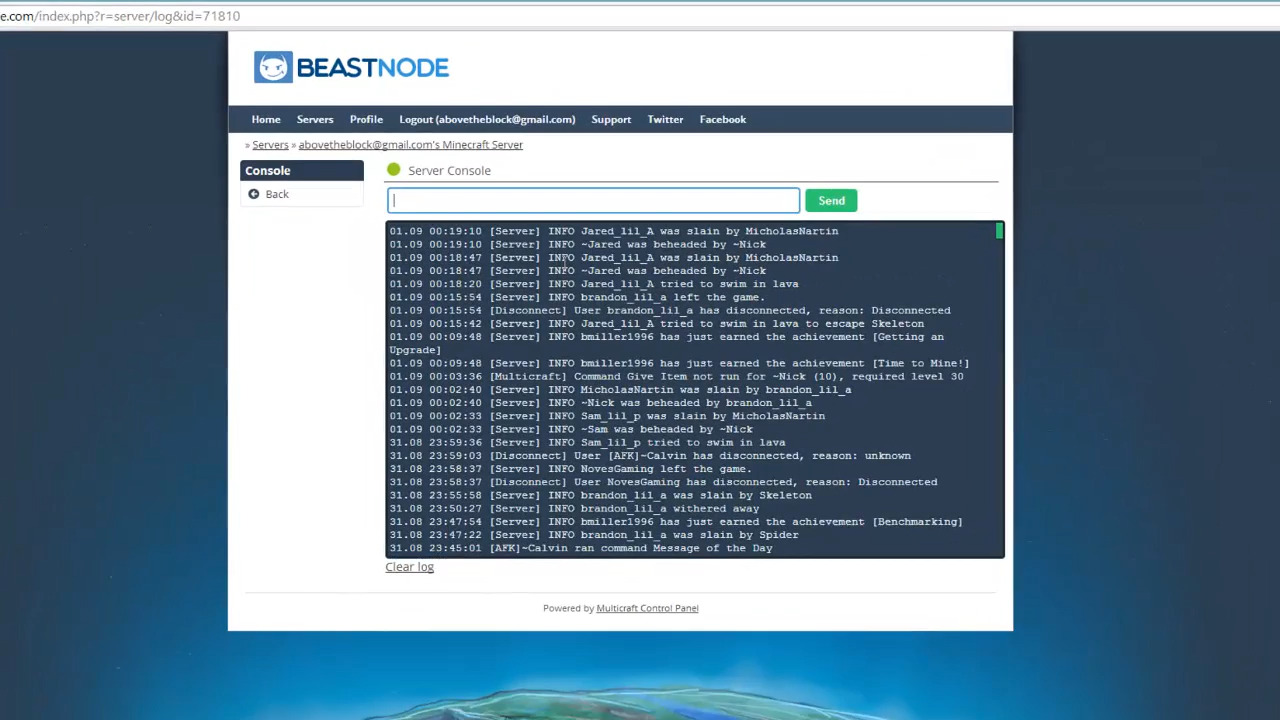 e.com/index.php?r=server/log&id=71810
BEASTNODE
Home Servers Profile Logout (abovetheblock@gmail.com) Support Twitter Facebook
» Servers » abovetheblock@gmail.com's Minecraft Server
Console
Back
Server Console
Send
01.09 00:19:10 [Server] INFO Jared_lil_A was slain by MicholasNartin
01.09 00:19:10 [Server] INFO ~Jared was beheaded by ~Nick
01.09 00:18:47 [Server] INFO Jared_lil_A was slain by MicholasNartin
01.09 00:18:47 [Server] INFO ~Jared was beheaded by ~Nick
01.09 00:18:20 [Server] INFO Jared_lil_A tried to swim in lava
01.09 00:15:54 [Server] INFO brandon_lil_a left the game.
01.09 00:15:54 [Disconnect] User brandon_lil_a has disconnected, reason: Disconnected
01.09 00:15:42 [Server] INFO Jared_lil_A tried to swim in lava to escape Skeleton
01.09 00:09:48 [Server] INFO bmiller1996 has just earned the achievement [Getting an
Upgrade]
01.09 00:09:48 [Server] INFO bmiller1996 has just earned the achievement [Time to Mine!]
01.09 00:03:36 [Multicraft] Command Give Item not run for ~Nick (10), required level 30
01.09 00:02:40 [Server] INFO MicholasNartin was slain by brandon_lil_a
01.09 00:02:40 [Server] INFO ~Nick was beheaded by brandon_lil_a
01.09 00:02:33 [Server] INFO Sam_lil_p was slain by MicholasNartin
01.09 00:02:33 [Server] INFO ~Sam was beheaded by ~Nick
31.08 23:59:36 [Server] INFO Sam_lil_p tried to swim in lava
31.08 23:59:03 [Disconnect] User [AFK]~Calvin has disconnected, reason: unknown
31.08 23:58:37 [Server] INFO NovesGaming left the game.
31.08 23:58:37 [Disconnect] User NovesGaming has disconnected, reason: Disconnected
31.08 23:55:58 [Server] INFO brandon_lil_a was slain by Skeleton
31.08 23:50:27 [Server] INFO brandon_lil_a withered away
31.08 23:47:54 [Server] INFO bmiller1996 has just earned the achievement [Benchmarking]
31.08 23:47:22 [Server] INFO brandon_lil_a was slain by Spider
31.08 23:45:01 [AFK]~Calvin ran command Message of the Day
Clear log
Powered by Multicraft Control Panel